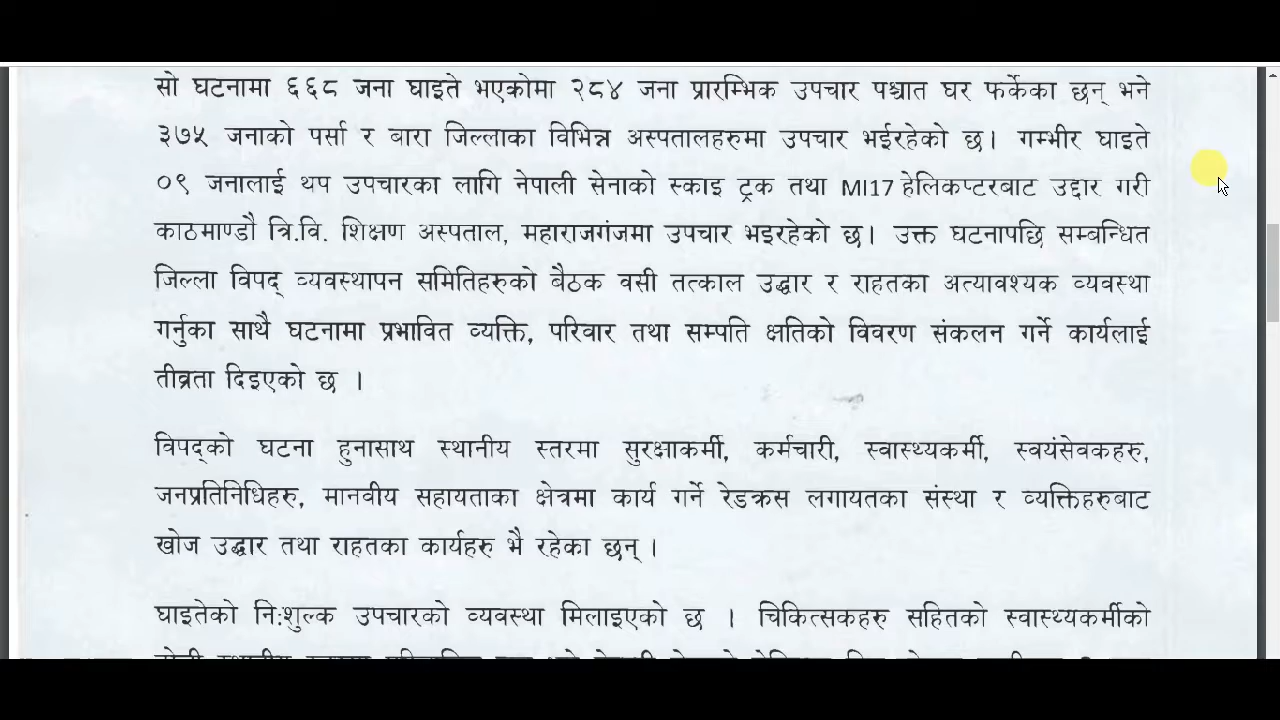 सो घटनामा ६६८ जना घाइते भएकोमा २८४ जना प्रारम्भिक उपचार पश्चात घर फर्केका छन् भने
३७५ जनाको पर्सा र बारा जिल्लाका विभिन्न अस्पतालहरुमा उपचार भईरहेको छ। गम्भीर घाइते
०९ जनालाई थप उपचारका लागि नेपाली सेनाको स्काइ ट्रक तथा MI17 हेलिकप्टरबाट उद्दार गरी
काठमाण्डौ त्रि.वि. शिक्षण अस्पताल, महाराजगंजमा उपचार भइरहेको छ। उक्त घटनापछि सम्बन्धित
जिल्ला विपद् व्यवस्थापन समितिहरुको बैठक वसी तत्काल उद्धार र राहतका अत्यावश्यक व्यवस्था
गर्नुका साथै घटनामा प्रभावित व्यक्ति, परिवार तथा सम्पति क्षतिको विवरण संकलन गर्ने कार्यलाई
तीव्रता दिइएको छ ।
विपद्को घटना हुनासाथ स्थानीय स्तरमा सुरक्षाकर्मी, कर्मचारी, स्वास्थ्यकर्मी, स्वयंसेवकहरु,
जनप्रतिनिधिहरु, मानवीय सहायताका क्षेत्रमा कार्य गर्ने रेडक्रस लगायतका संस्था र व्यक्तिहरुबाट
खोज उद्धार तथा राहतका कार्यहरु भै रहेका छन् ।
घाइतेको नि:शुल्क उपचारको व्यवस्था मिलाइएको छ । चिकित्सकहरु सहितको स्वास्थ्यकर्मीको